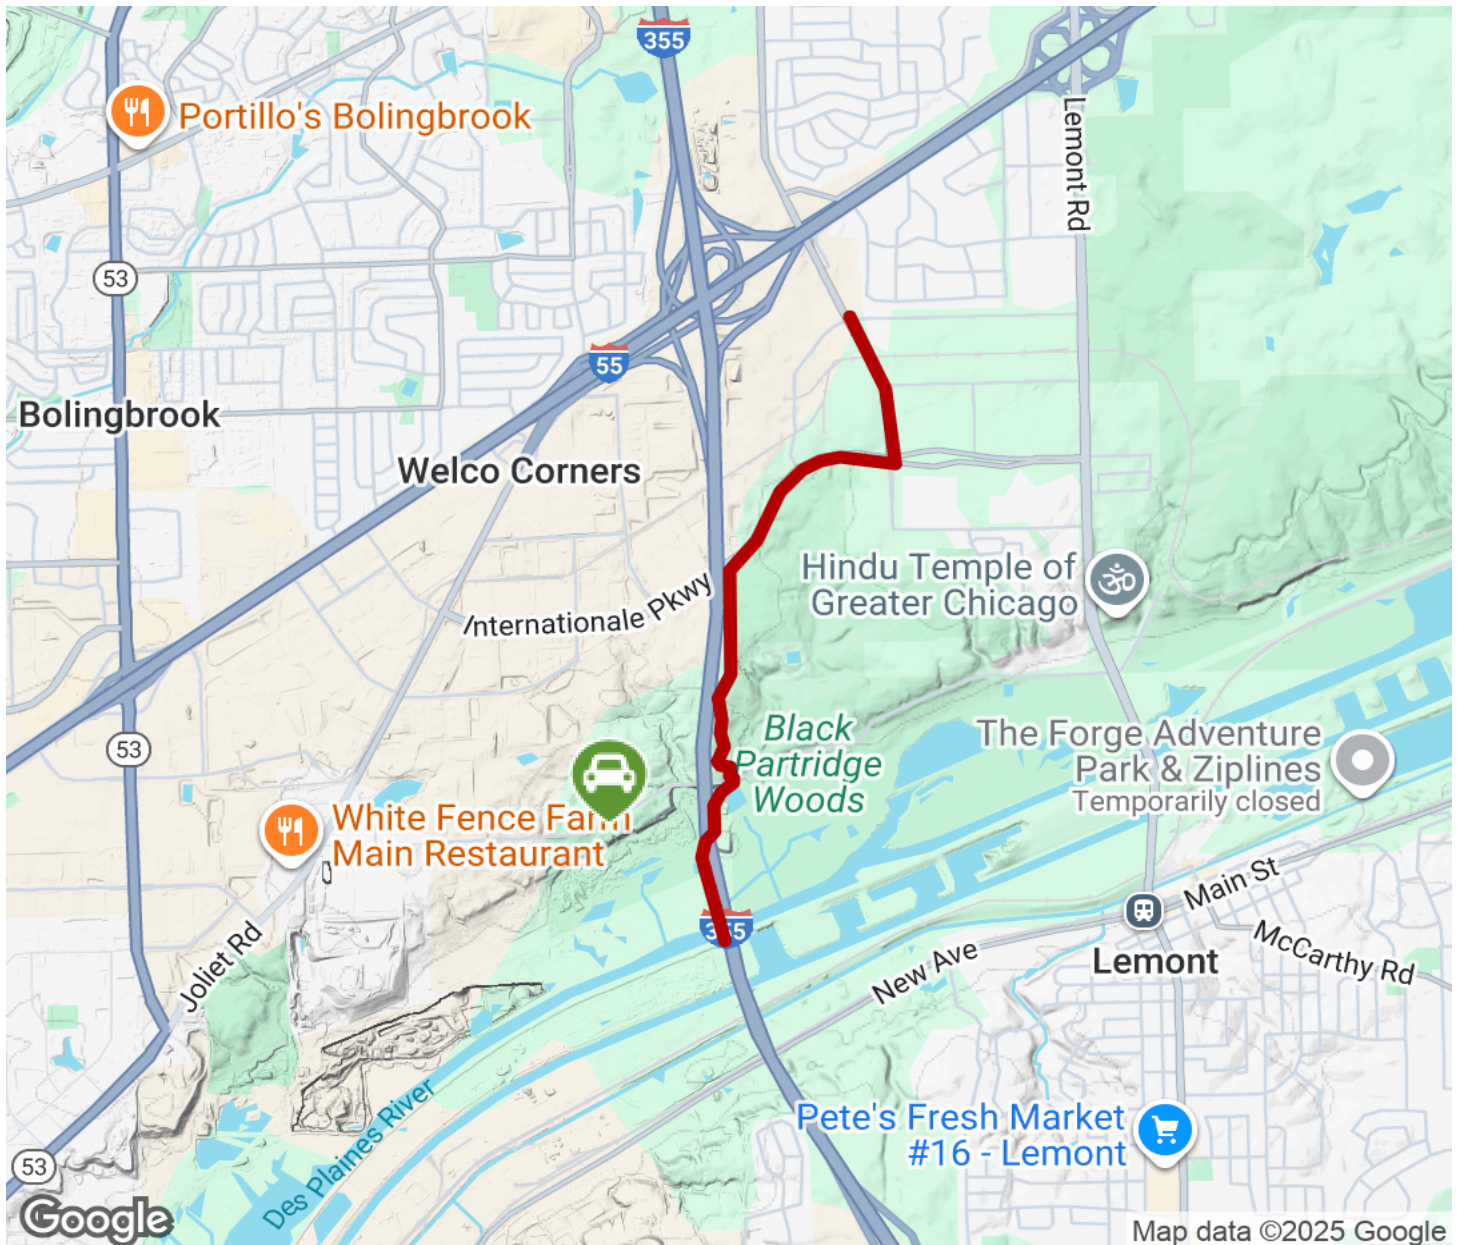 355
Portillo's Bolingbrook
Lemont Rd
53
55
Bolingbrook
Welco Corners
Internationale Pkwy
Hindu Temple of
Greater Chicago
53
Black
Partridge
Woods
The Forge Adventure
Park & Ziplines
Temporarily closed
White Fence Farm
Main Restaurant
Main St
355
McCarthy Rd
Joliet Rd
New Ave
Lemont
Des Plaines River
Pete's Fresh Market
#16 - Lemont
53
Google
Map data ©2025 Google